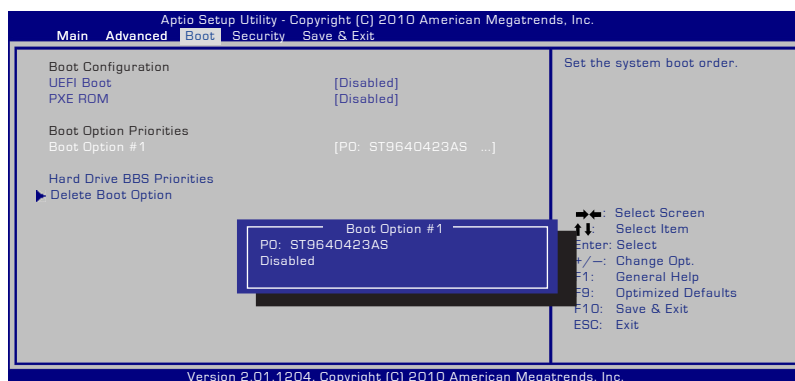 Aptio Setup Utility - Copyright (C) 2010 American Megatrends, Inc.
Main Advanced Boot Security Save & Exit
Boot Configuration
UEFI Boot [Disabled]
PXE ROM [Disabled]
Boot Option Priorities
Boot Option #1 [P0: ST9640423AS ...]
Hard Drive BBS Priorities
Delete Boot Option
Boot Option #1
P0: ST9640423AS
Disabled
Set the system boot order.
: Select Screen
: Select Item
Enter: Select
+/—: Change Opt.
F1: General Help
F9: Optimized Defaults
F10: Save & Exit
ESC: Exit
Version 2.01.1204. Copyright (C) 2010 American Megatrends, Inc.